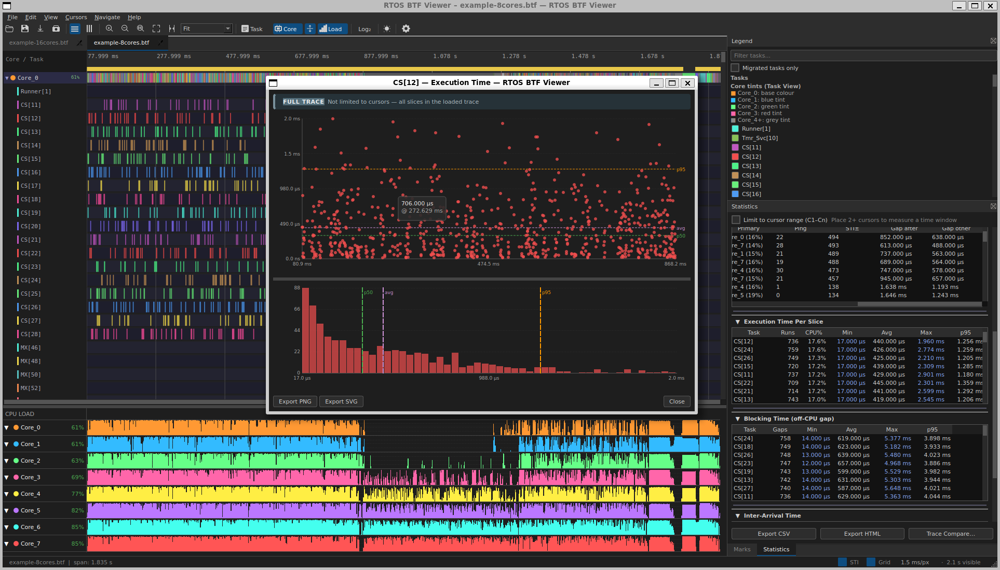 RTOS BTF Viewer – example-8cores.btf — RTOS BTF Viewer
File Edit View Cursors Navigate Help
Fit Task Core Load Log₂
example-16cores.btf example-8cores.btf
Core / Task
77.999 ms 277.999 ms 477.999 ms 677.999 ms 877.999 ms 1.078 s 1.278 s 1.478 s 1.678 s 1.8
Core_0 61%
Runner[1]
CS[11]
CS[12]
CS[13]
CS[14]
CS[15]
CS[16]
CS[17]
CS[18]
CS[19]
CS[20]
CS[21]
CS[22]
CS[23]
CS[24]
CS[25]
CS[26]
CS[27]
CS[28]
MX[46]
MX[48]
MX[50]
MX[52]
CS[12] — Execution Time — RTOS BTF Viewer
FULL TRACE Not limited to cursors — all slices in the loaded trace
2.0 ms
1.5 ms
980.0 µs
490.0 µs
0.0 ns
p95
avg
p50
706.000 µs
@ 272.629 ms
80.9 ms 474.5 ms 868.2 ms
88
66
44
22
0
p50 avg p95
17.0 µs 988.0 µs 2.0 ms
Export PNG Export SVG Close
CPU LOAD
Core_0 61%
Core_1 61%
Core_2 63%
Core_3 69%
Core_4 77%
Core_5 82%
Core_6 85%
Core_7 85%
Legend
Filter tasks...
Migrated tasks only
Tasks
Core tints (Task View)
Core_0: base colour
Core_1: blue tint
Core_2: green tint
Core_3: red tint
Core_4+: grey tint
Runner[1]
Tmr_Svc[10]
CS[11]
CS[12]
CS[13]
CS[14]
CS[15]
CS[16]
Statistics
Limit to cursor range (C1–Cn) Place 2+ cursors to measure a time window
Primary Ping STI± Gap after Gap other
re_0 (16%) 22 494 852.000 µs 638.000 µs
re_7 (14%) 28 493 613.000 µs 488.000 µs
re_1 (15%) 21 489 737.000 µs 563.000 µs
re_7 (16%) 19 488 689.000 µs 564.000 µs
re_4 (16%) 30 473 747.000 µs 578.000 µs
re_7 (15%) 21 457 945.000 µs 657.000 µs
re_4 (16%) 1 138 1.638 ms 1.193 ms
re_5 (19%) 0 134 1.646 ms 1.243 ms
▼ Execution Time Per Slice
Task Runs CPU% Min Avg Max p95
CS[12] 736 17.6% 17.000 µs 440.000 µs 1.960 ms 1.256 ms
CS[24] 759 17.6% 17.000 µs 426.000 µs 2.774 ms 1.259 ms
CS[26] 749 17.3% 17.000 µs 425.000 µs 2.210 ms 1.205 ms
CS[15] 720 17.2% 17.000 µs 439.000 µs 2.309 ms 1.285 ms
CS[11] 737 17.2% 17.000 µs 429.000 µs 2.901 ms 1.180 ms
CS[22] 709 17.2% 17.000 µs 445.000 µs 2.301 ms 1.359 ms
CS[21] 714 17.2% 17.000 µs 441.000 µs 2.599 ms 1.292 ms
CS[13] 743 17.0% 17.000 µs 419.000 µs 2.545 ms 1.206 ms
▼ Blocking Time (off-CPU gap)
Task Gaps Min Avg Max p95
CS[24] 758 14.000 µs 619.000 µs 5.377 ms 3.898 ms
CS[18] 749 14.000 µs 623.000 µs 5.182 ms 3.933 ms
CS[26] 748 13.000 µs 639.000 µs 5.480 ms 4.023 ms
CS[23] 747 12.000 µs 657.000 µs 4.968 ms 3.886 ms
CS[19] 743 13.000 µs 599.000 µs 5.529 ms 3.982 ms
CS[13] 742 14.000 µs 631.000 µs 5.303 ms 3.944 ms
CS[27] 740 14.000 µs 587.000 µs 5.648 ms 4.021 ms
CS[11] 736 14.000 µs 629.000 µs 5.363 ms 4.044 ms
▼ Inter-Arrival Time
Export CSV Export HTML Trace Compare...
Marks Statistics
example-8cores.btf | span: 1.835 s
STI Grid 1.5 ms/px · 2.1 s visible